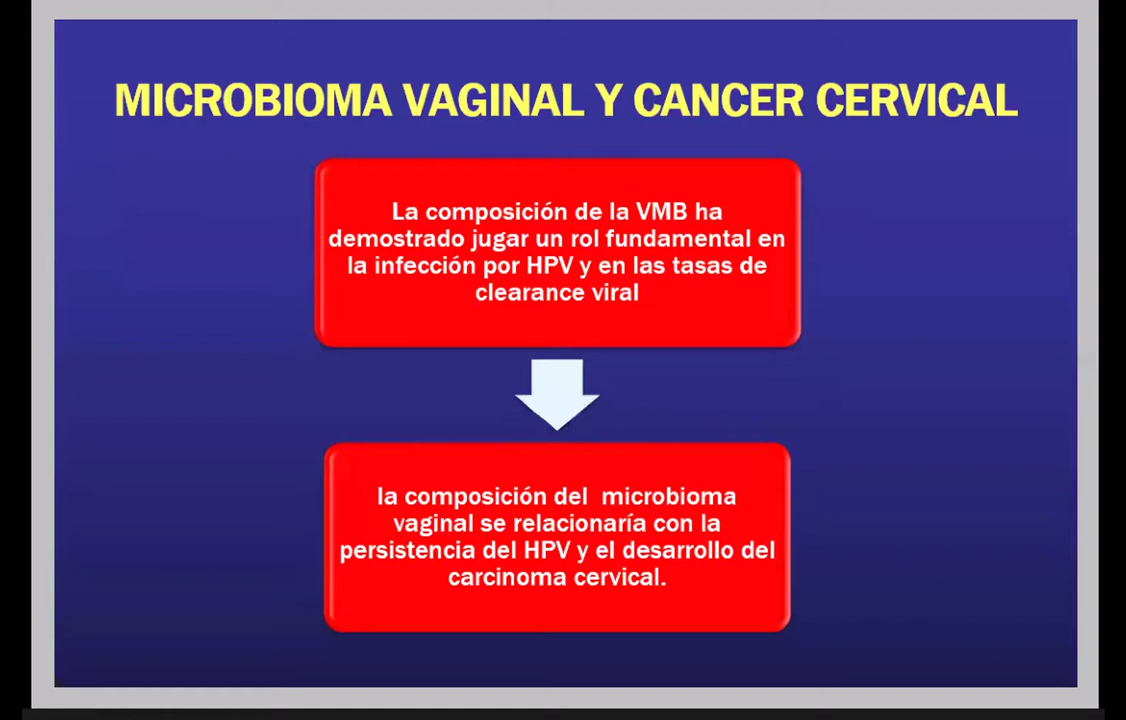 MICROBIOMA VAGINAL Y CANCER CERVICAL
La composición de la VMB ha
demostrado jugar un rol fundamental en
la infección por HPV y en las tasas de
clearance viral
la composición del  microbioma
vaginal se relacionaría con la
persistencia del HPV y el desarrollo del
carcinoma cervical.